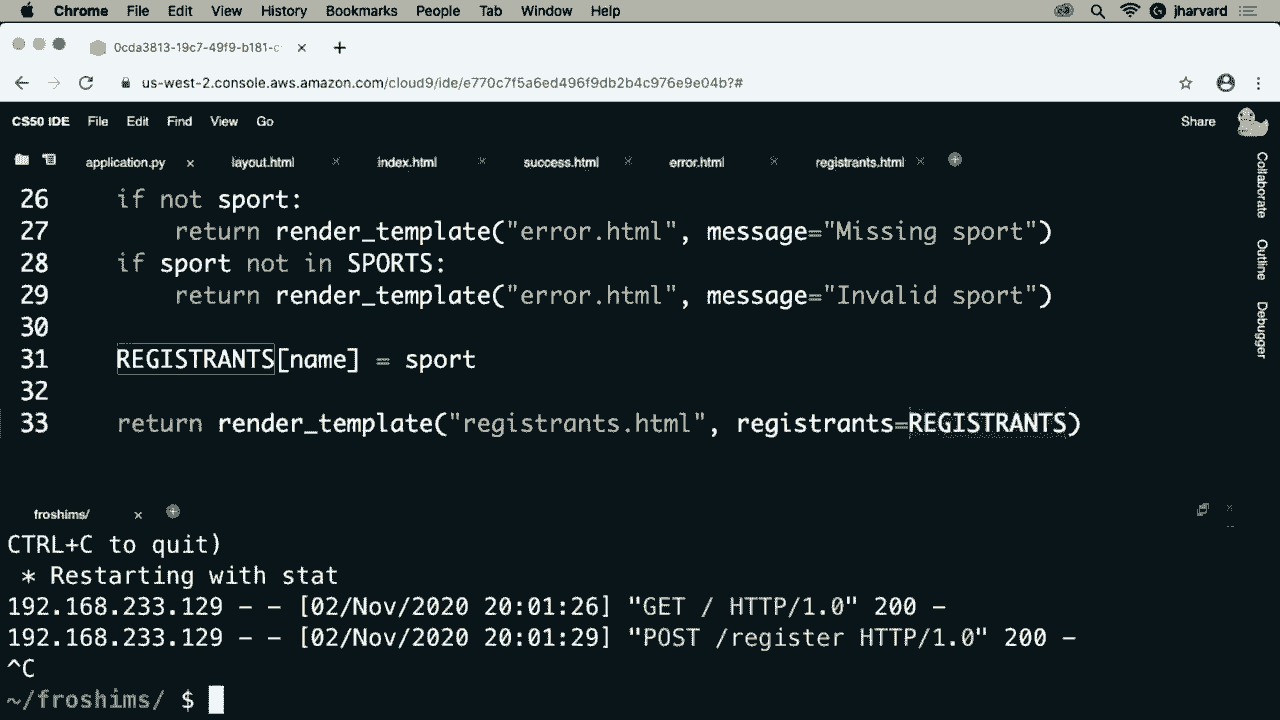 Chrome File Edit View History Bookmarks People Tab Window Help jharvard
0cda3813-19c7-49f9-b181-c
us-west-2.console.aws.amazon.com/cloud9/ide/e770c7f5a6ed496f9db2b4c976e9e04b?#
CS50 IDE File Edit Find View Go Share
application.py layout.html index.html success.html error.html registrants.html
26 if not sport:
27 return render_template("error.html", message="Missing sport")
28 if sport not in SPORTS:
29 return render_template("error.html", message="Invalid sport")
30
31 REGISTRANTS[name] = sport
32
33 return render_template("registrants.html", registrants=REGISTRANTS)
Collaborate
Outline
Debugger
froshims/
CTRL+C to quit)
* Restarting with stat
192.168.233.129 - - [02/Nov/2020 20:01:26] "GET / HTTP/1.0" 200 -
192.168.233.129 - - [02/Nov/2020 20:01:29] "POST /register HTTP/1.0" 200 -
^C
~/froshims/ $